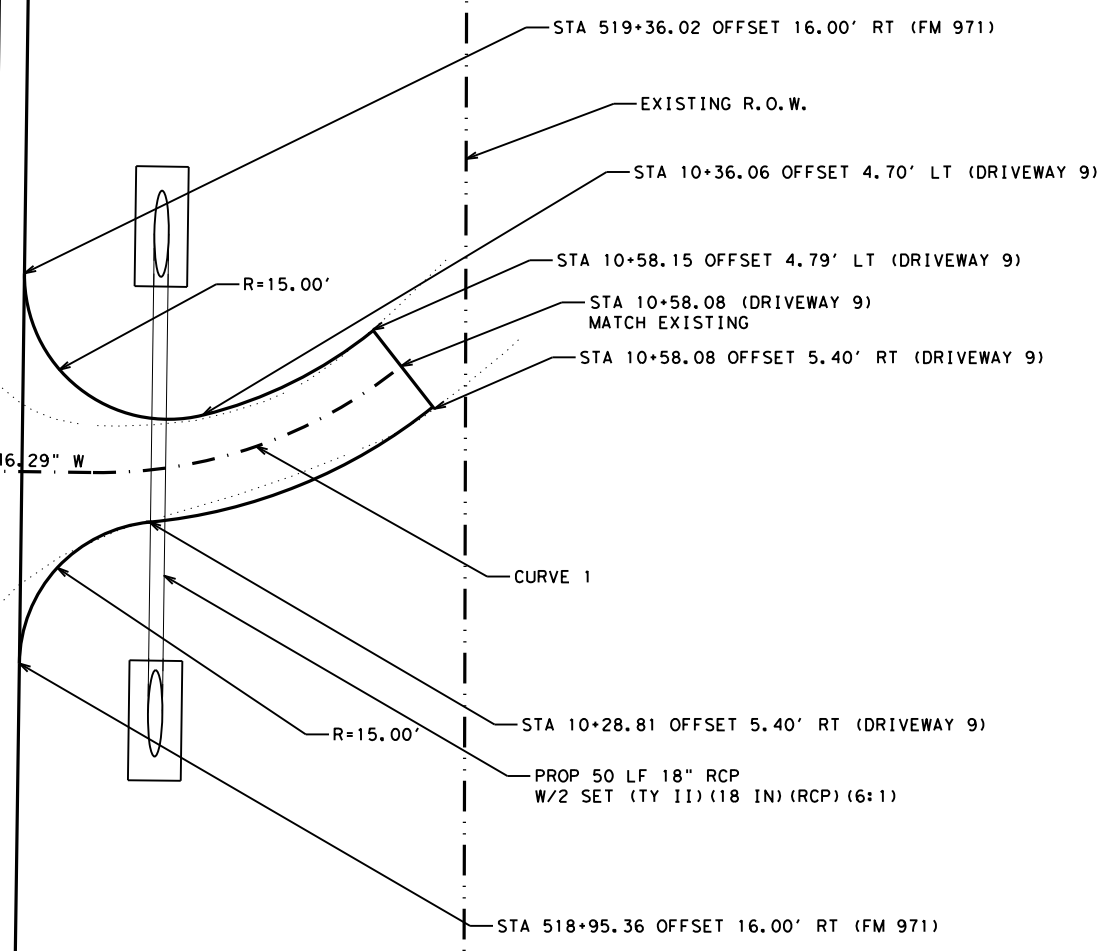 STA 519+36.02 OFFSET 16.00' RT (FM 971)
EXISTING R.O.W.
STA 10+36.06 OFFSET 4.70' LT (DRIVEWAY 9)
STA 10+58.15 OFFSET 4.79' LT (DRIVEWAY 9)
R=15.00'
STA 10+58.08 (DRIVEWAY 9)
MATCH EXISTING
STA 10+58.08 OFFSET 5.40' RT (DRIVEWAY 9)
16.29" W
CURVE 1
STA 10+28.81 OFFSET 5.40' RT (DRIVEWAY 9)
R=15.00'
PROP 50 LF 18" RCP
W/2 SET (TY II)(18 IN)(RCP)(6:1)
STA 518+95.36 OFFSET 16.00' RT (FM 971)